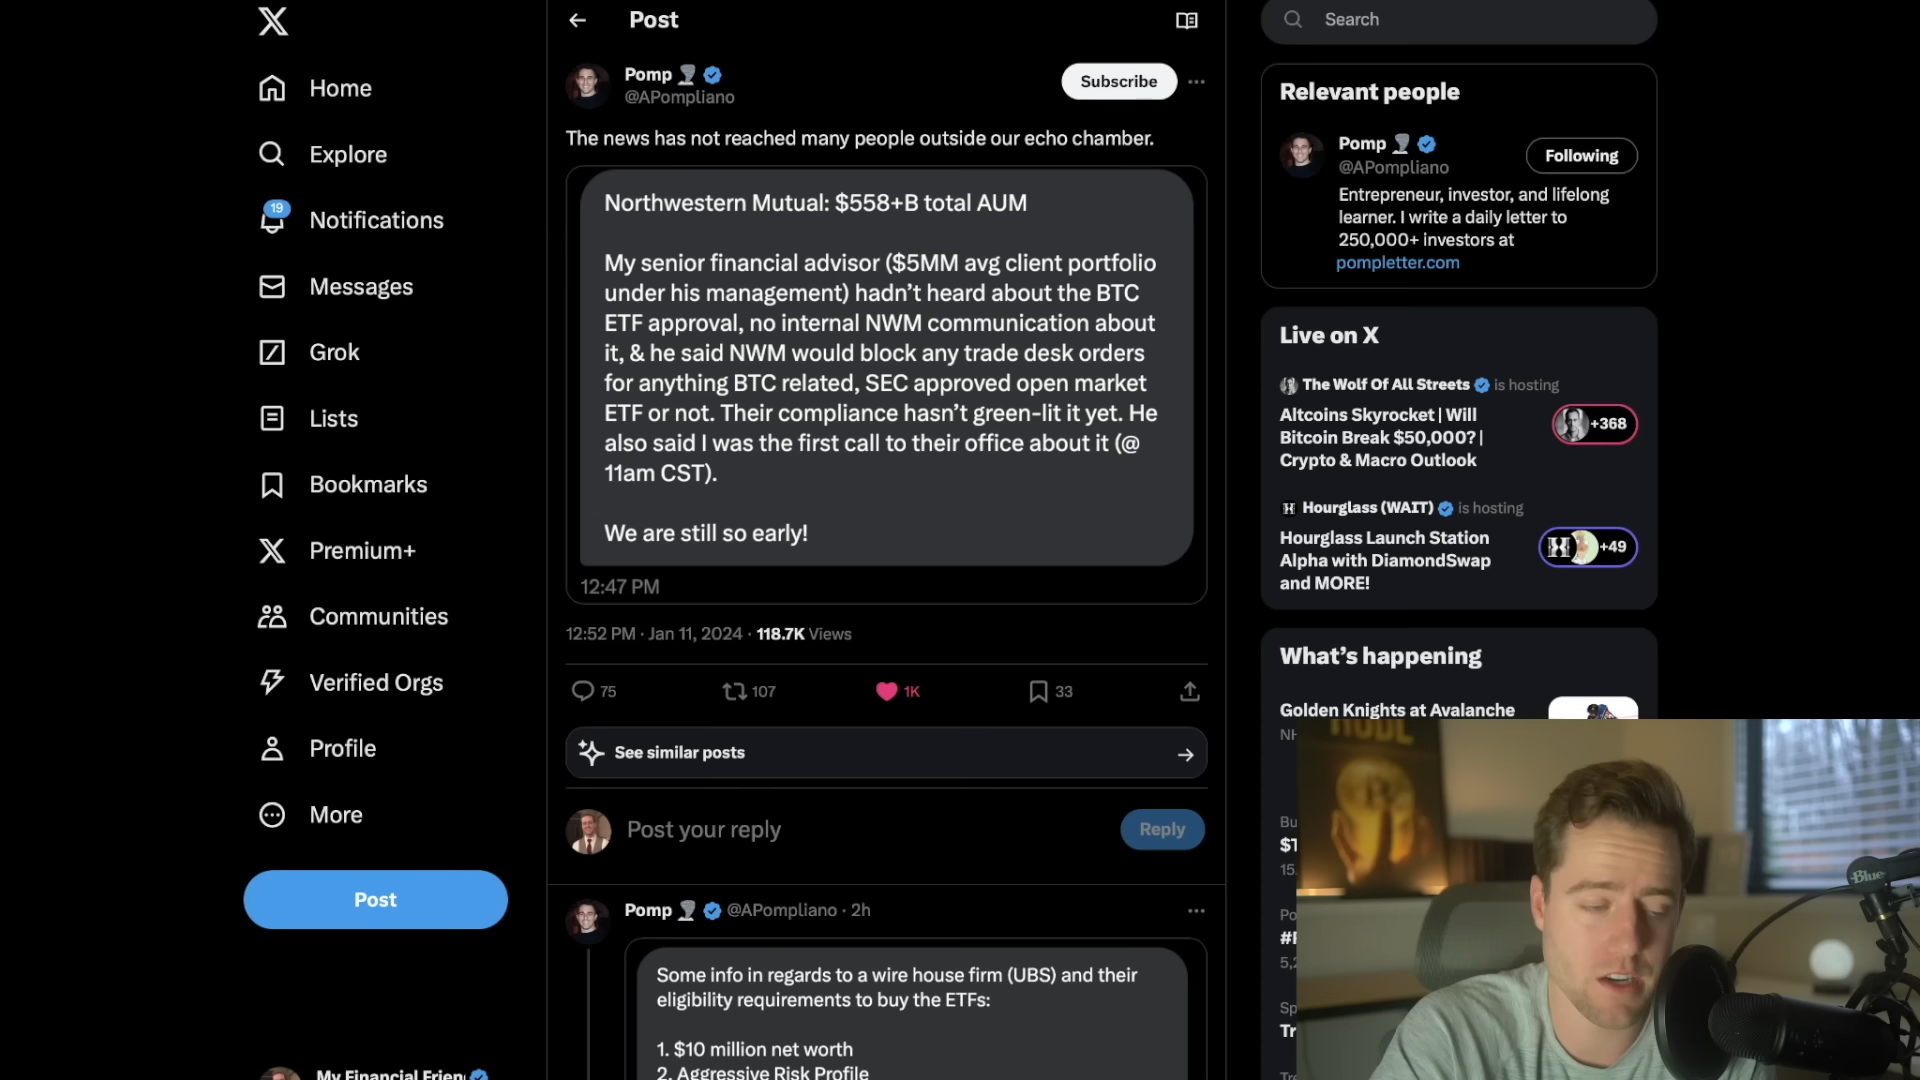 Home
Explore
19
Notifications
Messages
Grok
Lists
Bookmarks
Premium+
Communities
Verified Orgs
Profile
More
Post
My Financial Frien
Post
Pomp
@APompliano
Subscribe
The news has not reached many people outside our echo chamber.
Northwestern Mutual: $558+B total AUM
My senior financial advisor ($5MM avg client portfolio
under his management) hadn't heard about the BTC
ETF approval, no internal NWM communication about
it, & he said NWM would block any trade desk orders
for anything BTC related, SEC approved open market
ETF or not. Their compliance hasn't green-lit it yet. He
also said I was the first call to their office about it (@
11am CST).
We are still so early!
12:47 PM
12:52 PM · Jan 11, 2024 · 118.7K Views
75
107
1K
33
See similar posts
Post your reply
Reply
Pomp @APompliano · 2h
Some info in regards to a wire house firm (UBS) and their
eligibility requirements to buy the ETFs:
1. $10 million net worth
2. Aggressive Risk Profile
Search
Relevant people
Pomp
@APompliano
Following
Entrepreneur, investor, and lifelong
learner. I write a daily letter to
250,000+ investors at
pompletter.com
Live on X
The Wolf Of All Streets is hosting
Altcoins Skyrocket | Will
Bitcoin Break $50,000? |
Crypto & Macro Outlook
+368
Hourglass (WAIT) is hosting
Hourglass Launch Station
Alpha with DiamondSwap
and MORE!
+49
What's happening
Golden Knights at Avalanche
HODL
Blue